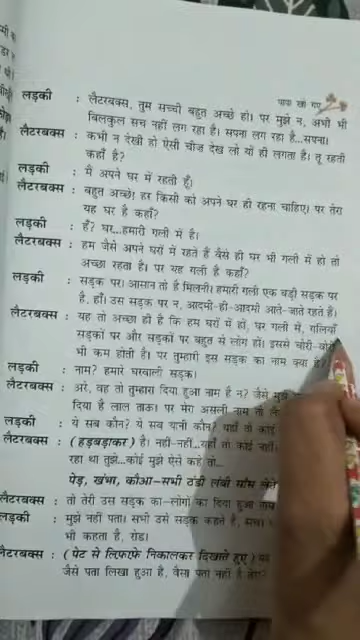 पापा खो गए
लड़की : लैटरबक्स, तुम सच्ची बहुत अच्छे हो। पर मुझे न, अभी भी
बिलकुल सच नहीं लग रहा है। सपना लग रहा है...सपना।
लैटरबक्स : कभी न देखी हो ऐसी चीज़ देख लो यों ही लगता है। तू रहती
कहाँ है?
लड़की : मैं अपने घर में रहती हूँ।
लैटरबक्स : बहुत अच्छे! हर किसी को अपने घर ही रहना चाहिए। पर तेरा
यह घर है कहाँ?
लड़की : हँ? घर...हमारी गली में है।
लैटरबक्स : हम जैसे अपने घरों में रहते हैं वैसे ही घर भी गली में हो तो
अच्छा रहता है। पर यह गली है कहाँ?
लड़की : सड़क पर। आसान तो है मिलनी। हमारी गली एक बड़ी सड़क पर
है, हाँ। उस सड़क पर न, आदमी-ही-आदमी आते-जाते रहते हैं।
लैटरबक्स : यह तो अच्छा ही है कि हम घरों में हों, घर गली में, गलियाँ
सड़कों पर और सड़कों पर बहुत से लोग हों। इससे चोरी-वोरी
भी कम होती है। पर तुम्हारी इस सड़क का नाम क्या है?
लड़की : नाम? हमारे घरवाली सड़क।
लैटरबक्स : अरे, वह तो तुम्हारा दिया हुआ नाम है न? जैसे मुझे
दिया है लाल ताऊ। पर मेरा असली नाम तो
लड़की : ये सब कौन? ये सब यानी कौन? यहाँ तो कोई
लैटरबक्स : (हड़बड़ाकर) है। नहीं-नहीं...यहाँ तो कोई नहीं।
रहा था तुझे...कोई मुझे ऐसे कहे तो...
पेड़, खंभा, कौआ-सभी ठंडी लंबी साँस लेते
लैटरबक्स : तो तेरी उस सड़क का-लोगों का दिया हुआ नाम
लड़की : मुझे नहीं पता। सभी उसे सड़क कहते हैं, सच।
भी कहता है, रोड।
लैटरबक्स : (पेट से लिफ़ाफ़े निकालकर दिखाते हुए)
जैसे पता लिखा हुआ है, वैसा पता नहीं है तेरा?